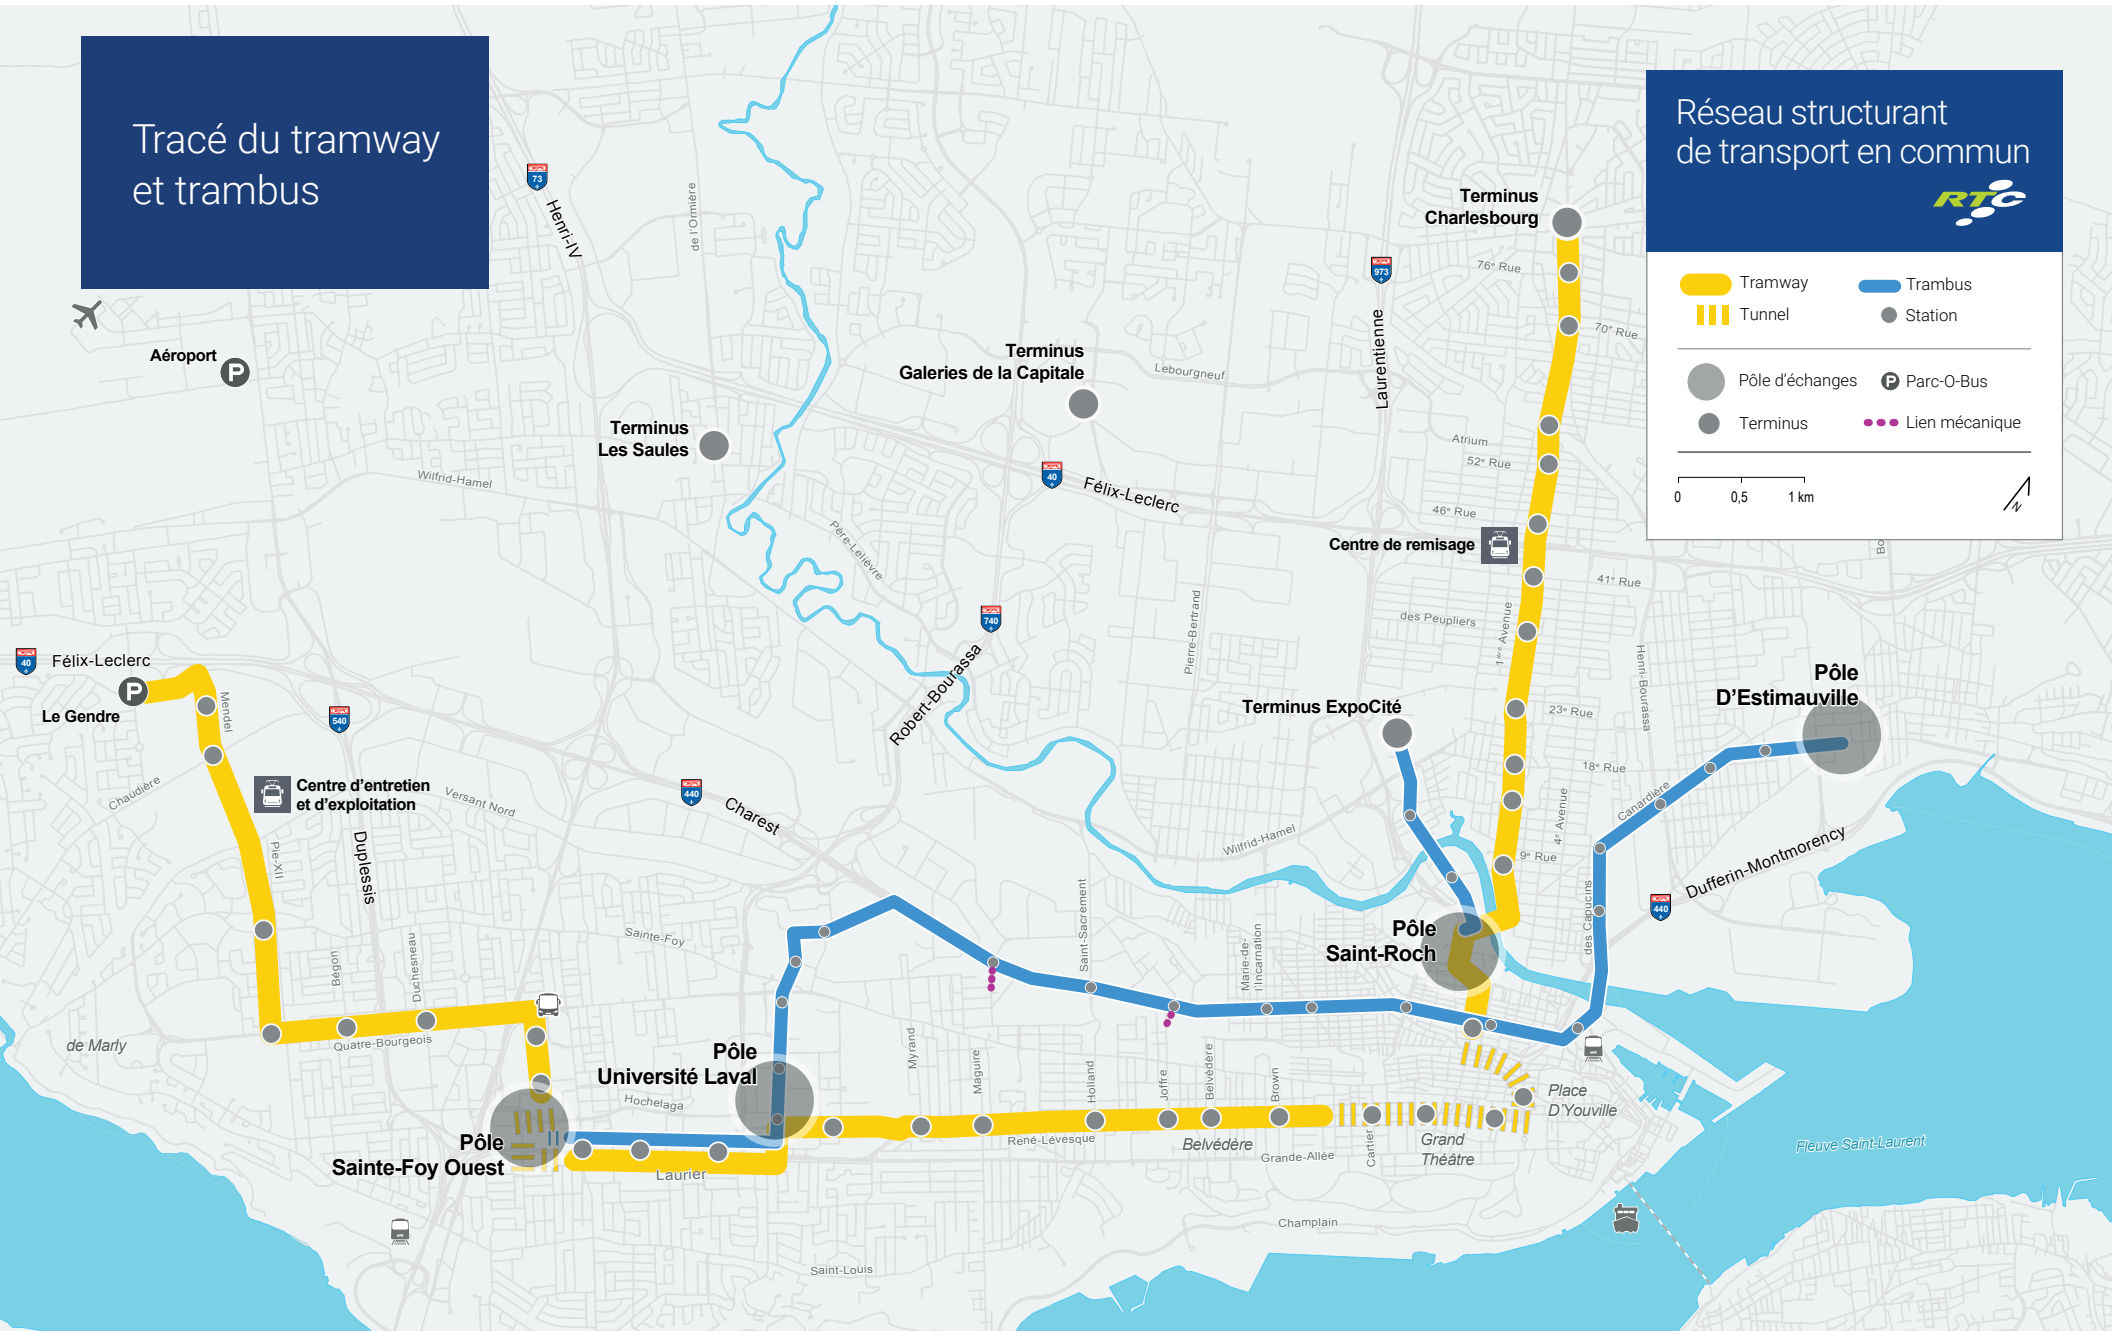 Tracé du tramway
et trambus
Réseau structurant
de transport en commun
RTC
Tramway
Trambus
Tunnel
Station
Pôle d'échanges
P Parc-O-Bus
Terminus
Lien mécanique
0 0,5 1 km
N
73
Henri-IV
de l'Ormière
Terminus
Charlesbourg
76e Rue
973
Laurentienne
70e Rue
Aéroport P
Terminus
Galeries de la Capitale
Lebourgneuf
Terminus
Les Saules
Atrium
52e Rue
Wilfrid-Hamel
40
Félix-Leclerc
46e Rue
Père-Lelièvre
Centre de remisage
41e Rue
740
Robert-Bourassa
Pierre-Bertrand
des Peupliers
1ère Avenue
Henri-Bourassa
40
Félix-Leclerc
P
Le Gendre
Mendel
540
Duplessis
Terminus ExpoCité
23e Rue
Pôle
D'Estimauville
18e Rue
Chaudière
Centre d'entretien
et d'exploitation
Versant Nord
440
Charest
Wilfrid-Hamel
4e Avenue
Canardière
9e Rue
Pie-XII
440
Dufferin-Montmorency
des Capucins
Sainte-Foy
Saint-Sacrement
Marie-de-
l'Incarnation
Pôle
Saint-Roch
Bégon
Duchesneau
de Marly
Quatre-Bourgeois
Pôle
Université Laval
Myrand
Maguire
Holland
Joffre
Belvédère
Brown
Hochelaga
Place
D'Youville
Pôle
Sainte-Foy Ouest
Laurier
René-Lévesque
Belvédère
Grande-Allée
Cartier
Grand
Théâtre
Fleuve Saint-Laurent
Champlain
Saint-Louis